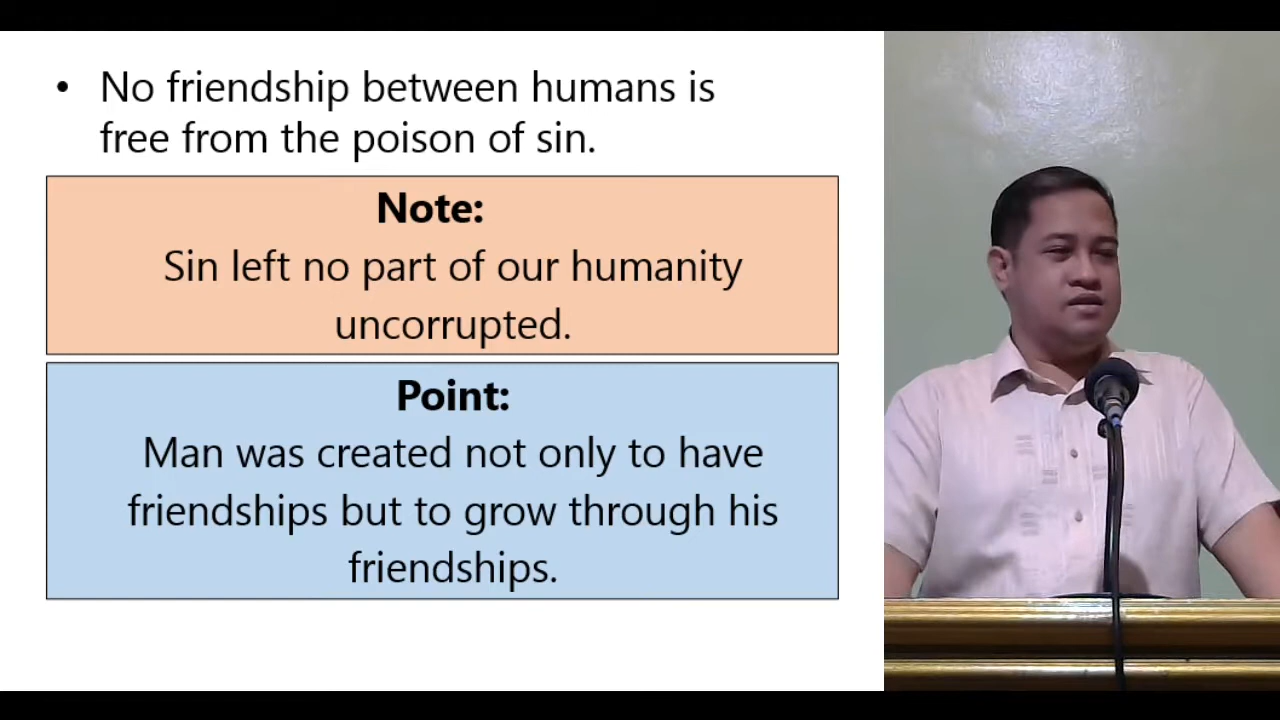 • No friendship between humans is
free from the poison of sin.
Note:
Sin left no part of our humanity
uncorrupted.
Point:
Man was created not only to have
friendships but to grow through his
friendships.